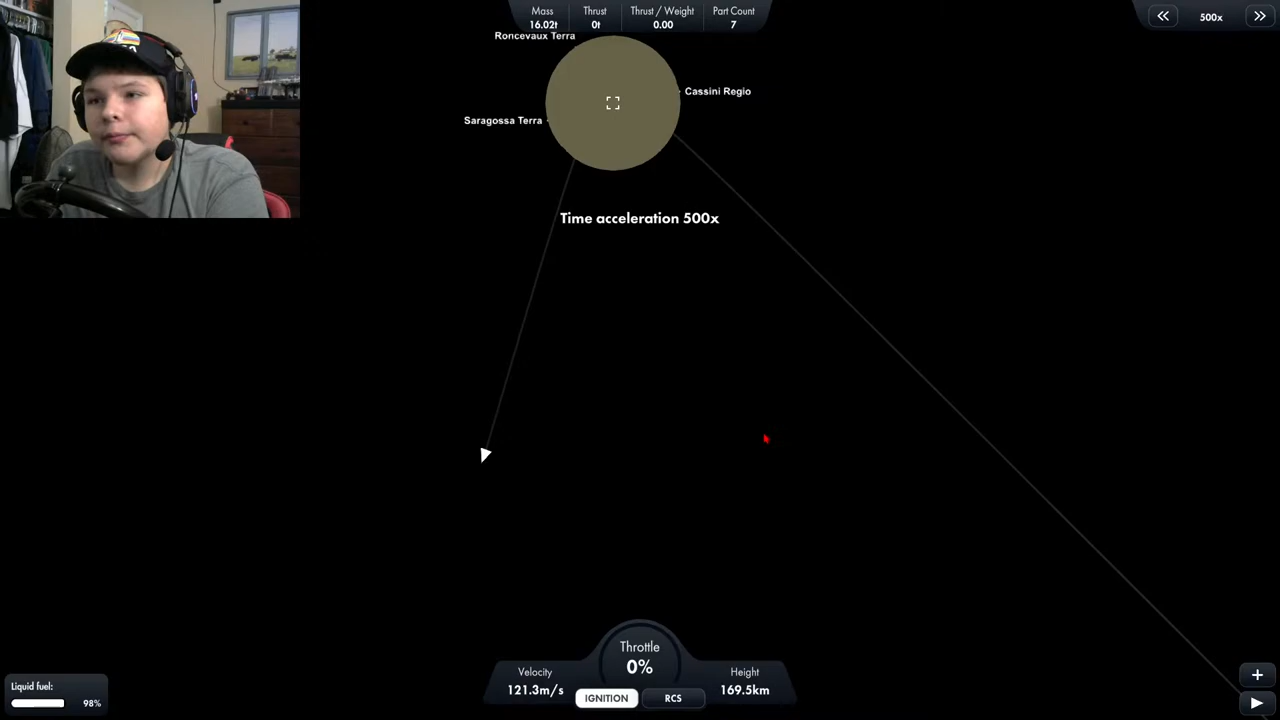 Mass
16.02t
Thrust
0t
Thrust / Weight
0.00
Part Count
7
500x
Roncevaux Terra
Cassini Regio
Saragossa Terra
Time acceleration 500x
Throttle
0%
Velocity
121.3m/s
IGNITION
RCS
Height
169.5km
Liquid fuel:
98%